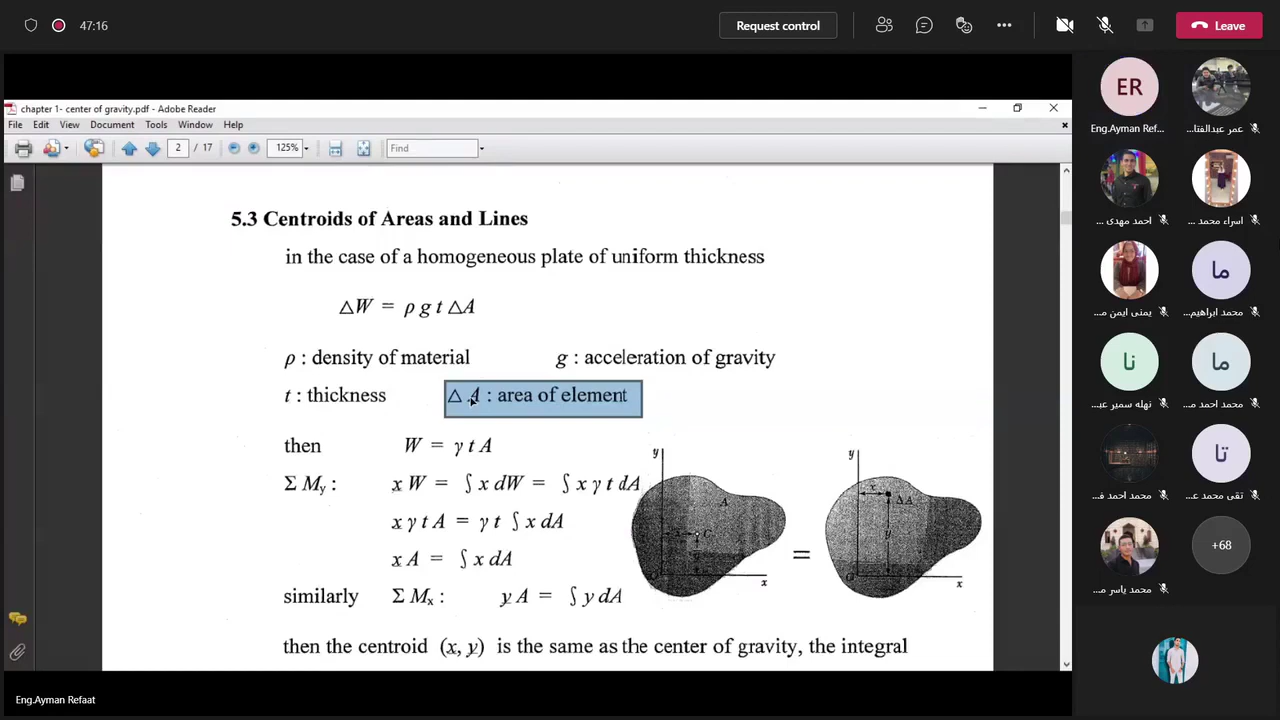 47:16
Request control
Leave
chapter 1- center of gravity.pdf - Adobe Reader
File Edit View Document Tools Window Help
2 / 17 125% Find
5.3 Centroids of Areas and Lines
in the case of a homogeneous plate of uniform thickness
△W = ρ g t △A
ρ : density of material g : acceleration of gravity
t : thickness △ A : area of element
then W = γ t A
Σ My : x W = ∫ x dW = ∫ x γ t dA
x γ t A = γ t ∫ x dA
x A = ∫ x dA
similarly Σ Mx : y A = ∫ y dA
y A C O x = y △A y O x
then the centroid (x, y) is the same as the center of gravity, the integral
ER
Eng.Ayman Ref...
عمر عبدالفتا...
احمد مهدى ...
اسراء محمد ...
يمنى ايمن م...
ما
محمد ابراهيم...
نا
نهله سمير عب...
ما
محمد احمد م...
محمد احمد ف...
تا
تقى محمد ع...
محمد ياسر م...
+68
Eng.Ayman Refaat